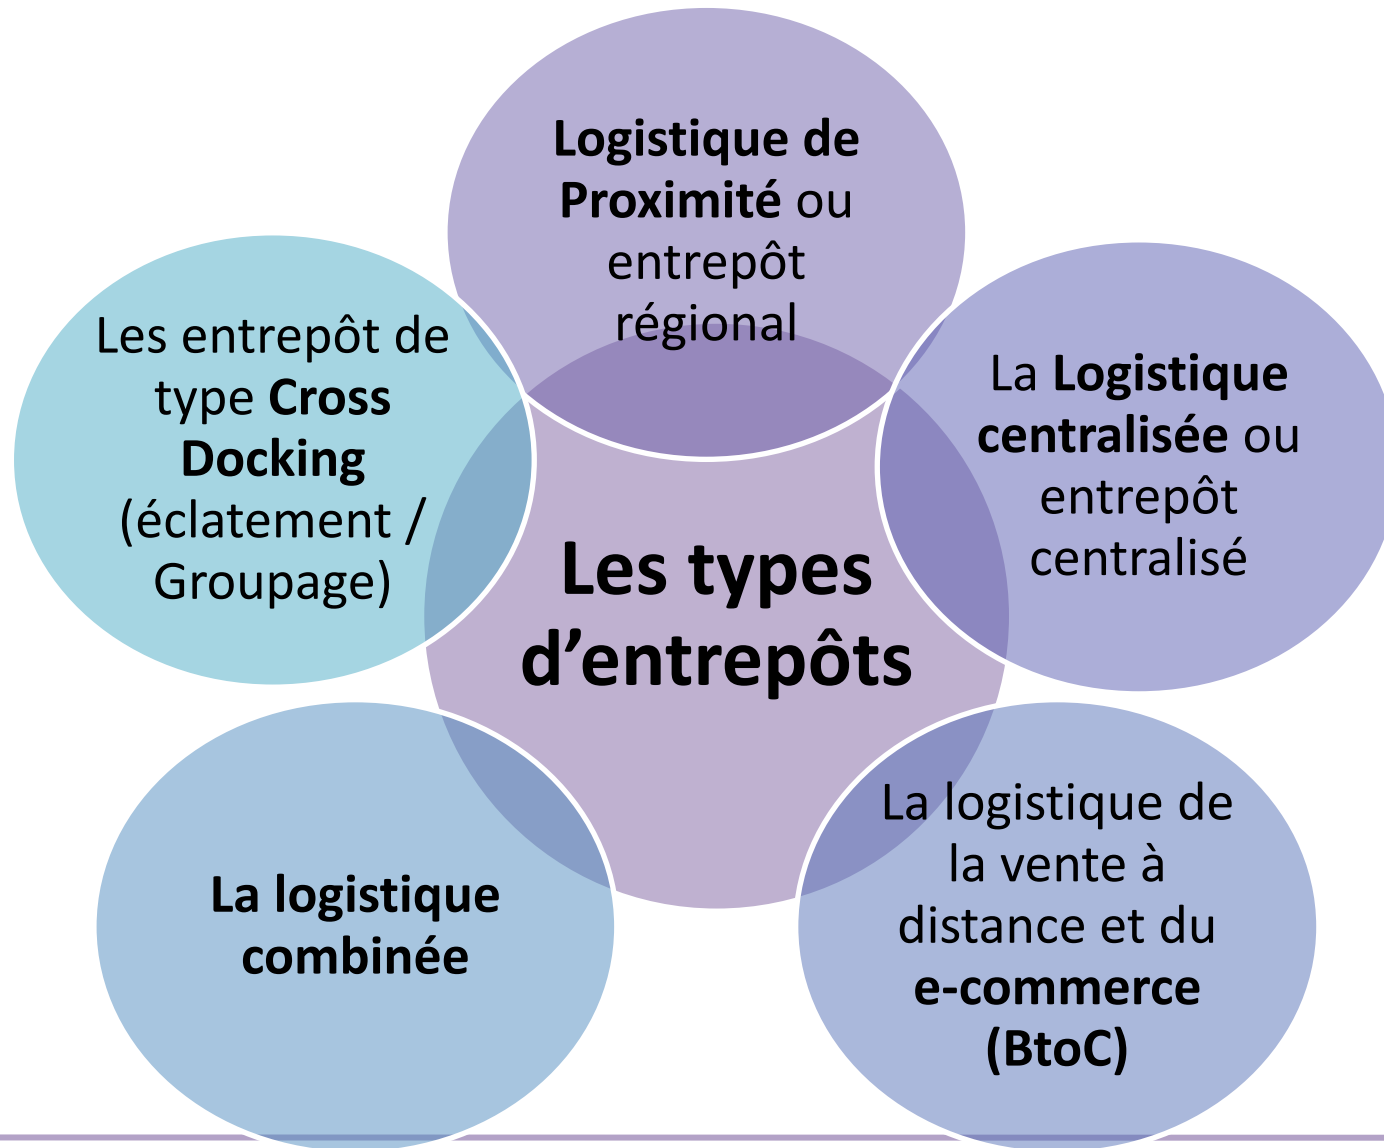 Logistique de
Proximité ou
entrepôt
régional
Les entrepôt de
type Cross
Docking
(éclatement /
Groupage)
La Logistique
centralisée ou
entrepôt
centralisé
Les types
d’entrepôts
La logistique
combinée
La logistique de
la vente à
distance et du
e-commerce
(BtoC)